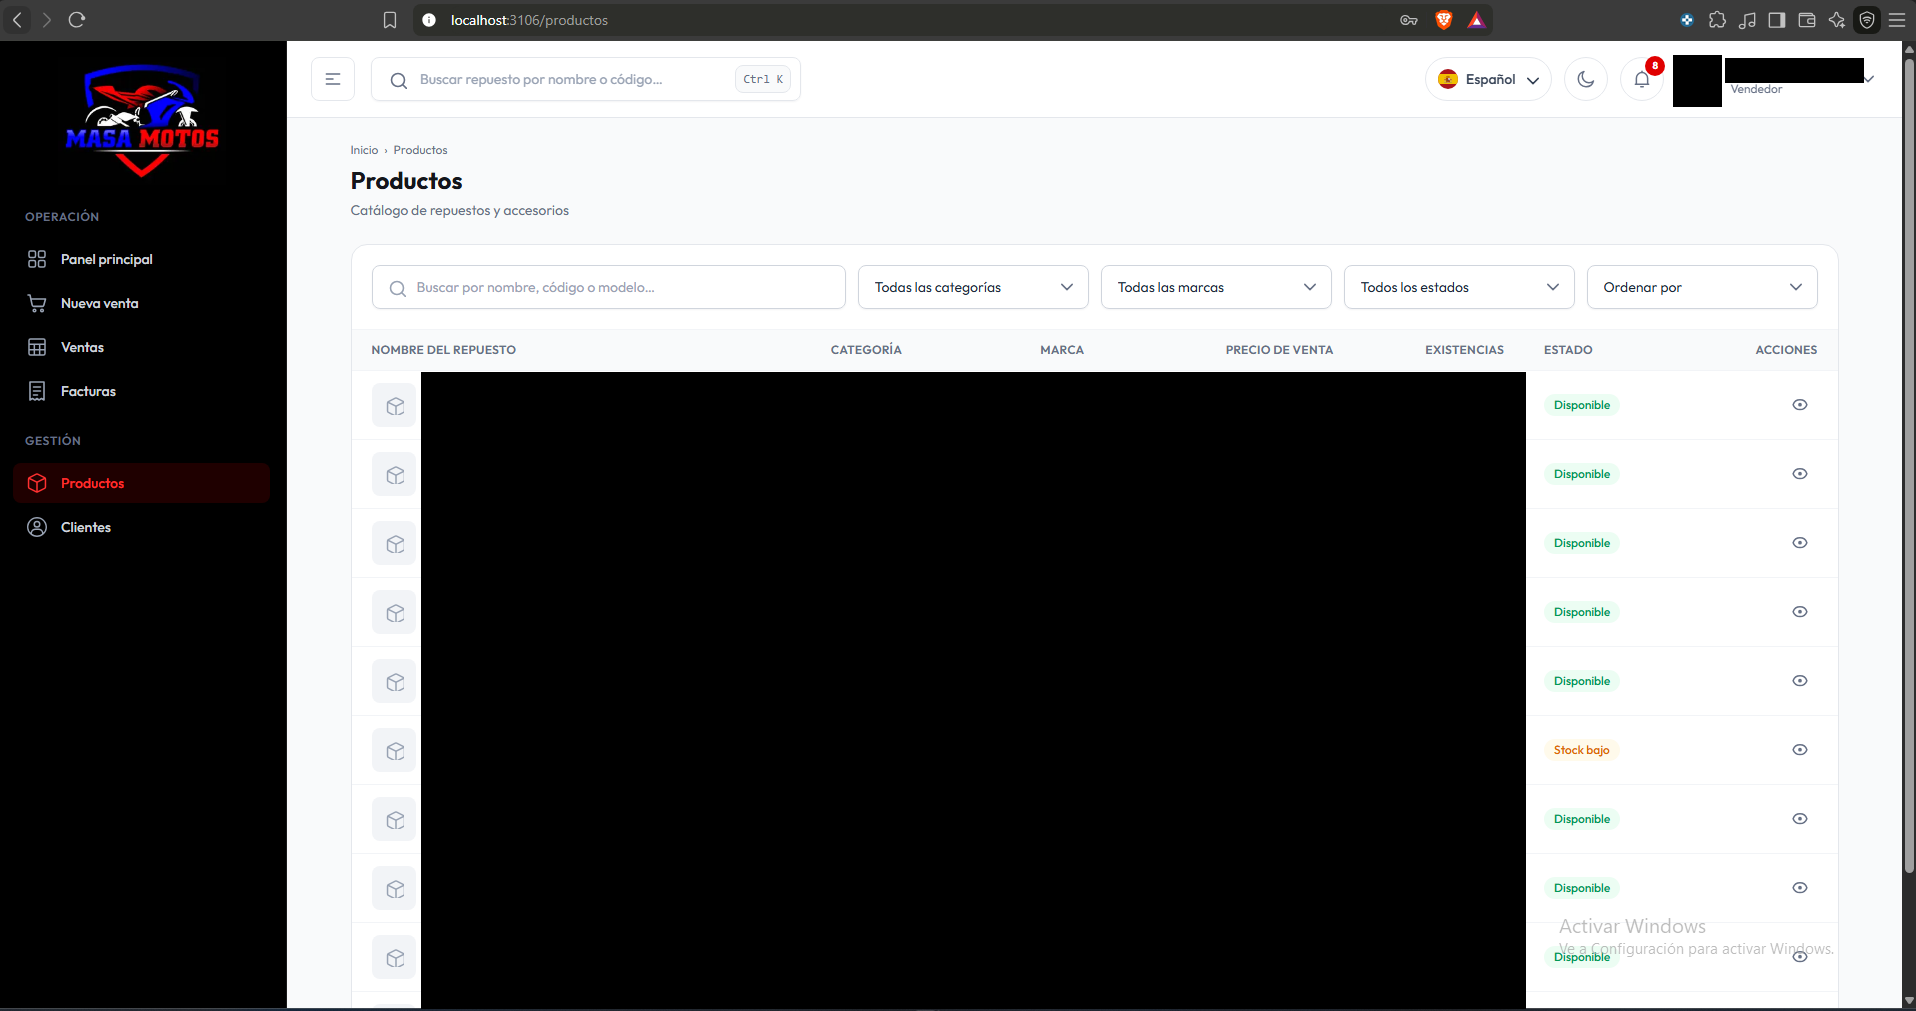 localhost:3106/productos
MASA MOTOS
Buscar repuesto por nombre o código...
Ctrl K
Español
8
Vendedor
OPERACIÓN
Panel principal
Nueva venta
Ventas
Facturas
GESTIÓN
Productos
Clientes
Inicio › Productos
Productos
Catálogo de repuestos y accesorios
Buscar por nombre, código o modelo...
Todas las categorías
Todas las marcas
Todos los estados
Ordenar por
NOMBRE DEL REPUESTO CATEGORÍA MARCA PRECIO DE VENTA EXISTENCIAS ESTADO ACCIONES
Disponible
Disponible
Disponible
Disponible
Disponible
Stock bajo
Disponible
Disponible
Activar Windows
Ve a Configuración para activar Windows.
Disponible